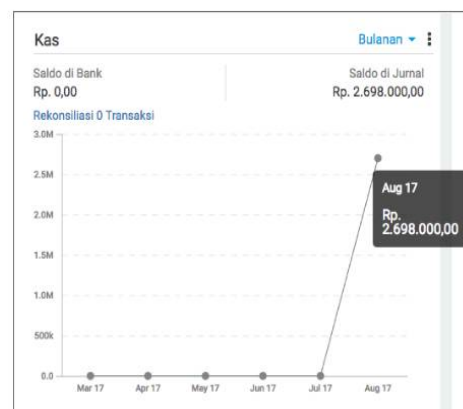 Kas
Bulanan
Saldo di Bank
Saldo di Jurnal
Rp. 0,00
Rp. 2.698.000,00
Rekonsiliasi 0 Transaksi
3.0M
2.5M
Aug 17
Rp.
2.698.000,00
2.0M
1.5M
1.0M
500k
0.0
Mar 17
Apr 17
May 17
Jun 17
Jul 17
Aug 17